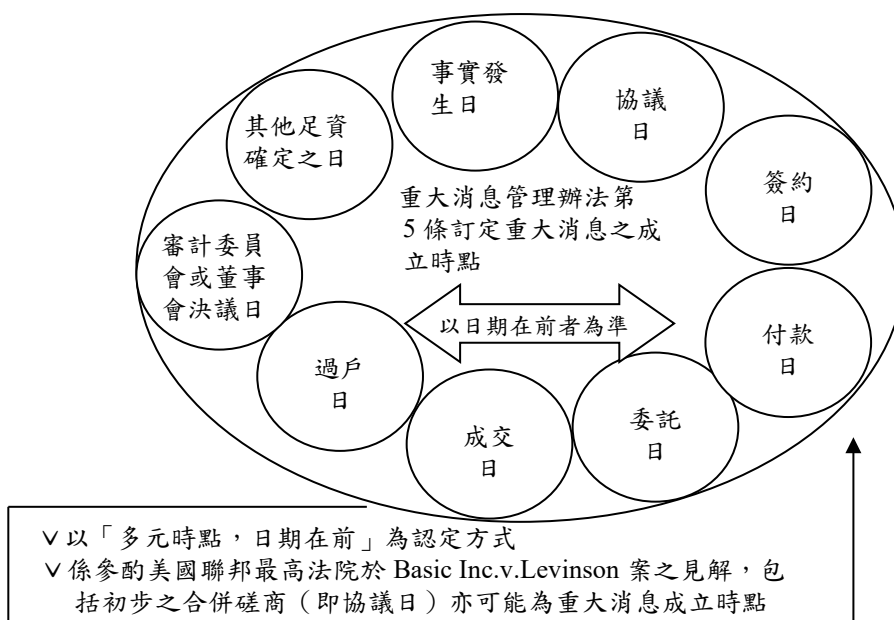 事實發
生日
協議
日
其他足資
確定之日
簽約
日
重大消息管理辦法第
5 條訂定重大消息之成
立時點
審計委員
會或董事
會決議日
以日期在前者為準
付款
日
過戶
日
委託
日
成交
日
∨以「多元時點，日期在前」為認定方式
∨係參酌美國聯邦最高法院於 Basic Inc.v.Levinson 案之見解，包
括初步之合併磋商（即協議日）亦可能為重大消息成立時點